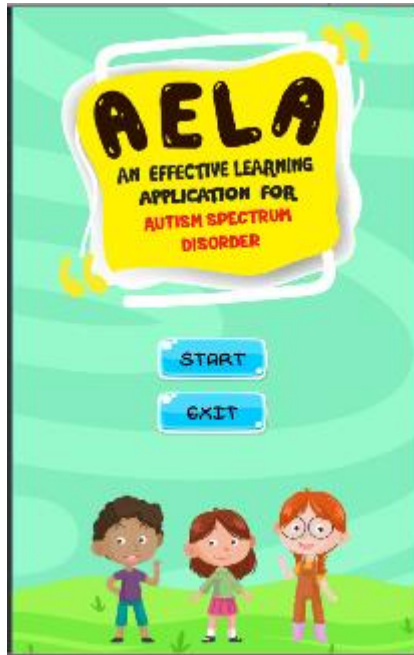 AELA
AN EFFECTIVE LEARNING
APPLICATION FOR
AUTISM SPECTRUM
DISORDER
START
EXIT